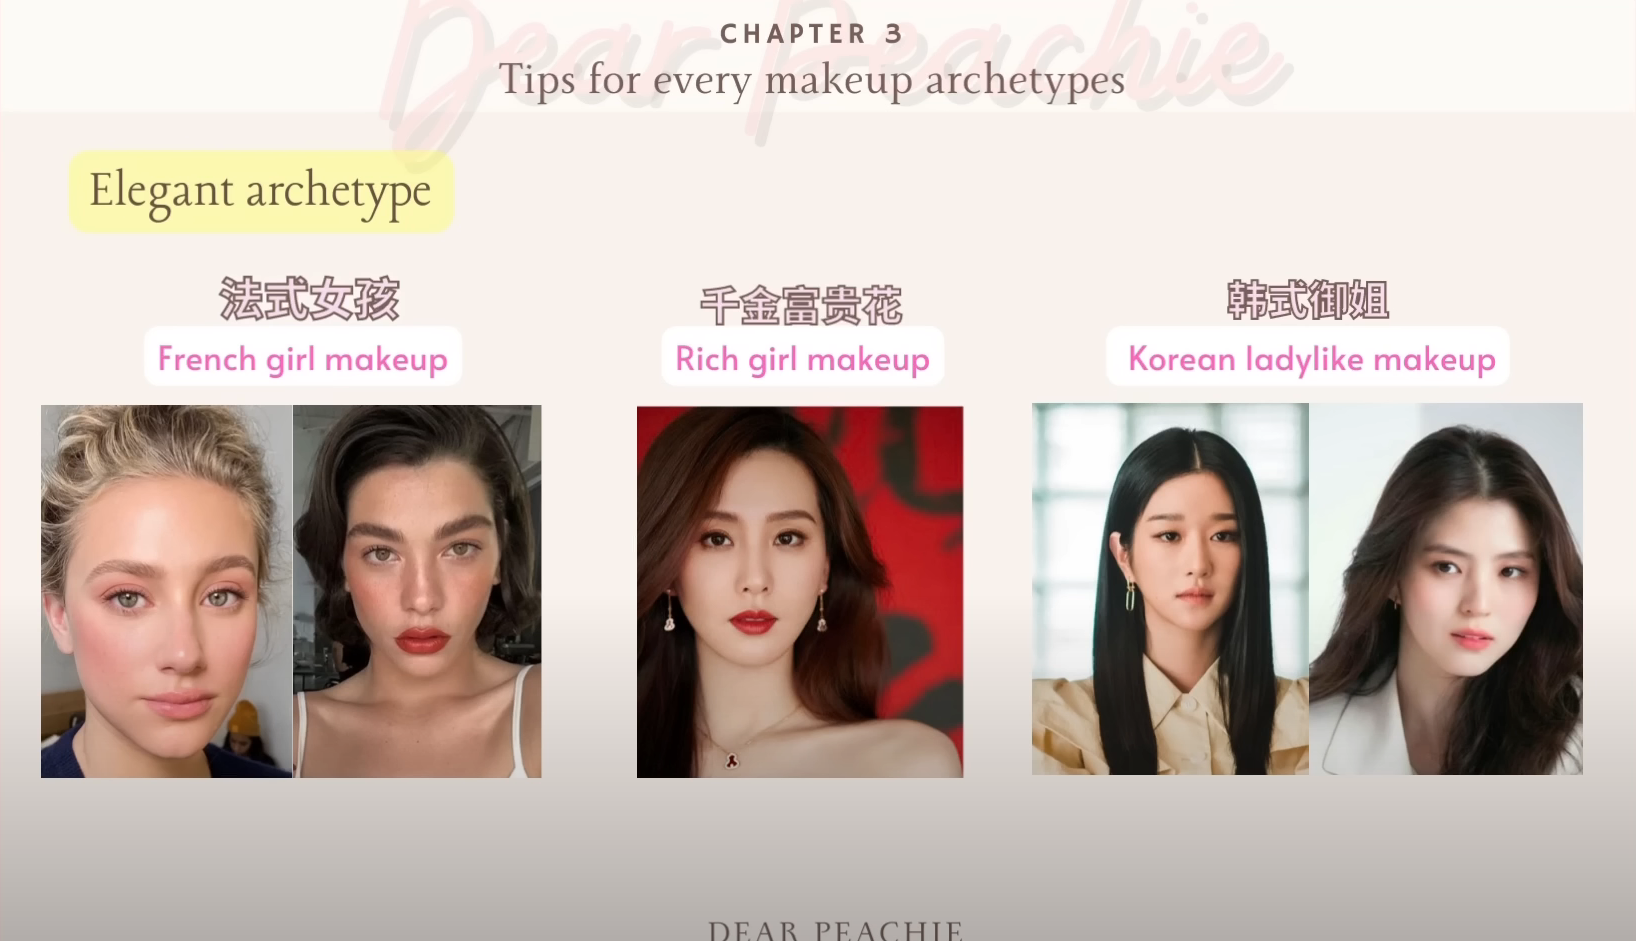 Dear Peachie
CHAPTER 3
Tips for every makeup archetypes
Elegant archetype
法式女孩
French girl makeup
千金富贵花
Rich girl makeup
韩式御姐
Korean ladylike makeup
DEAR PEACHIE